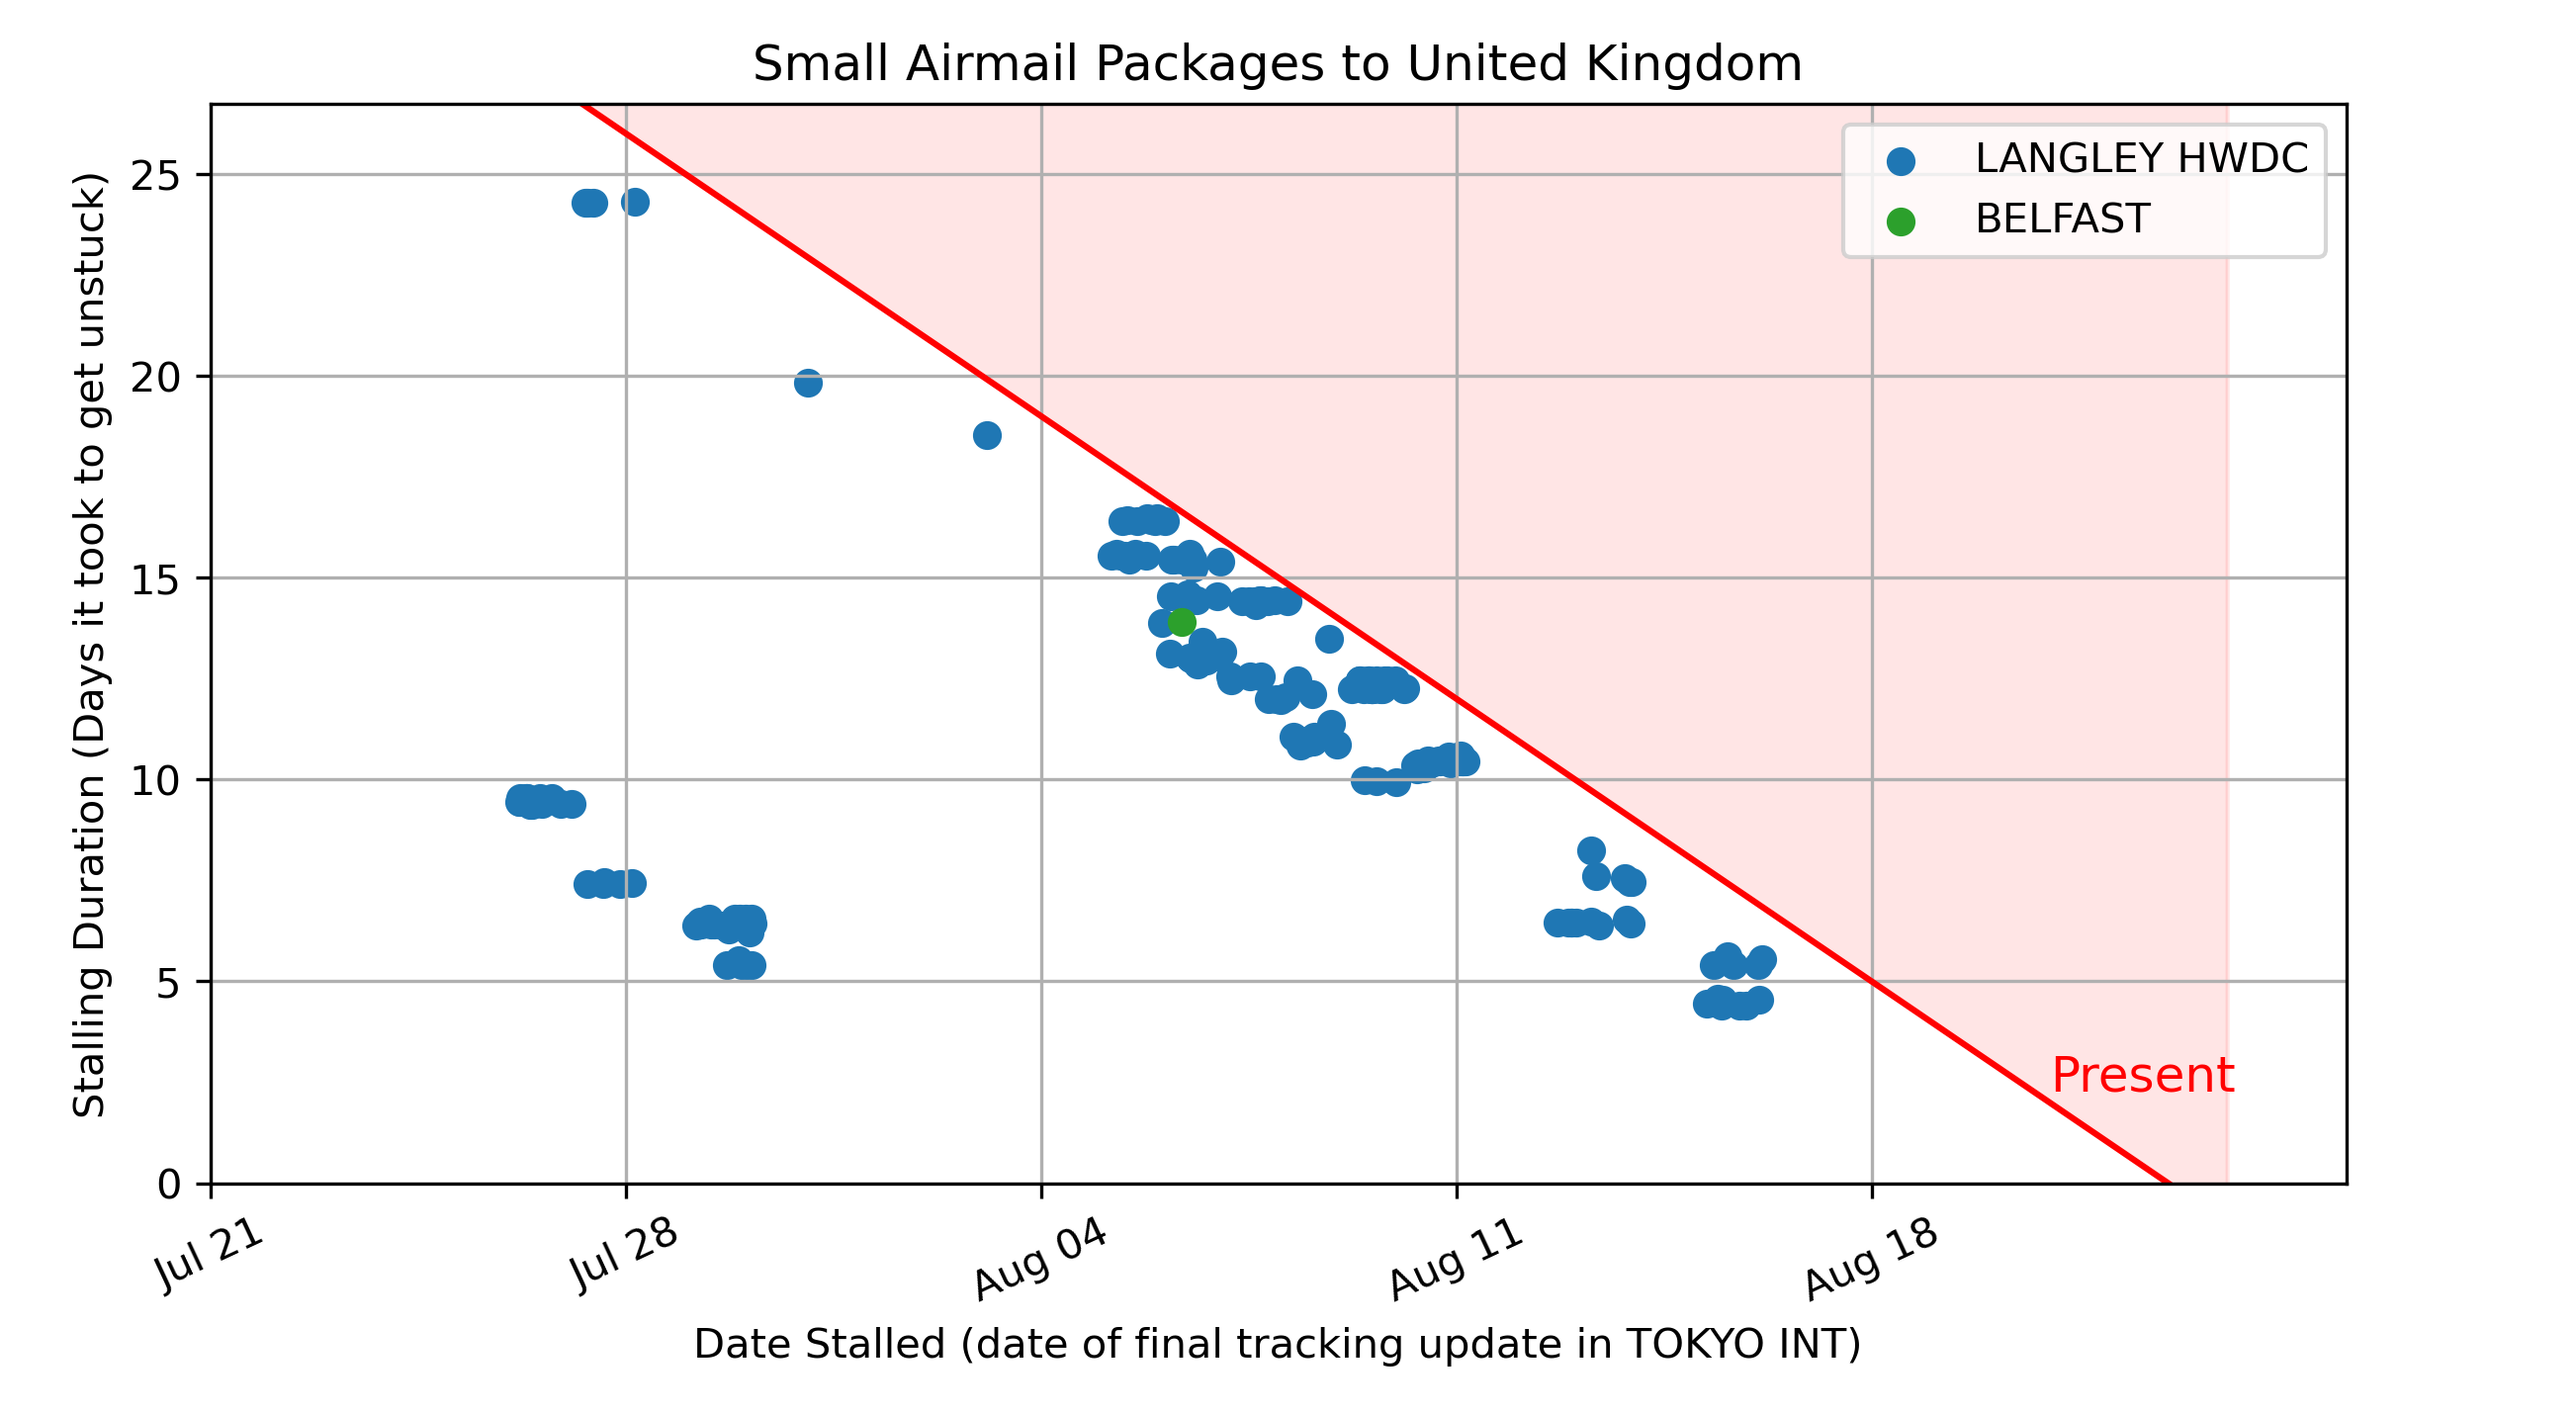 Small Airmail Packages to United Kingdom
LANGLEY HWDC
BELFAST
Stalling Duration (Days it took to get unstuck)
25
20
15
10
5
0
Present
Jul 21
Jul 28
Aug 04
Aug 11
Aug 18
Date Stalled (date of final tracking update in TOKYO INT)